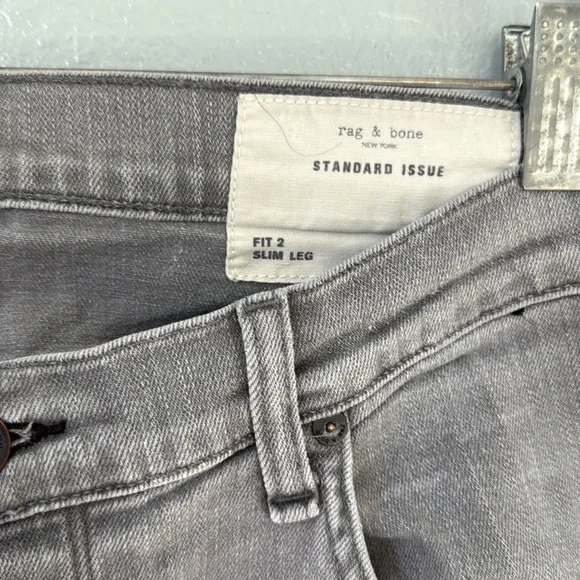 rag & bone
NEW YORK
STANDARD ISSUE
FIT 2
SLIM LEG